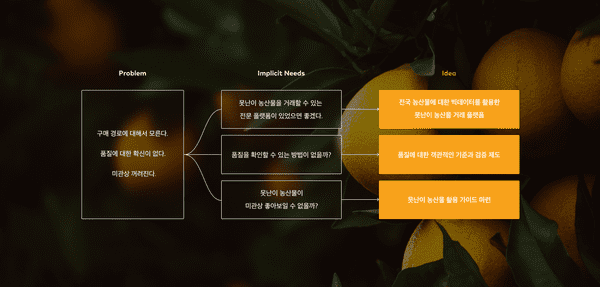 Problem
구매 경로에 대해서 모른다.
품질에 대한 확신이 없다.
미관상 꺼려진다.
Implicit Needs
못난이 농산물을 거래할 수 있는
전문 플랫폼이 있었으면 좋겠다.
품질을 확인할 수 있는 방법이 없을까?
못난이 농산물이
미관상 좋아보일 수 없을까?
Idea
전국 농산물에 대한 빅데이터를 활용한
못난이 농산물 거래 플랫폼
품질에 대한 객관적인 기준과 검증 제도
못난이 농산물 활용 가이드 마련